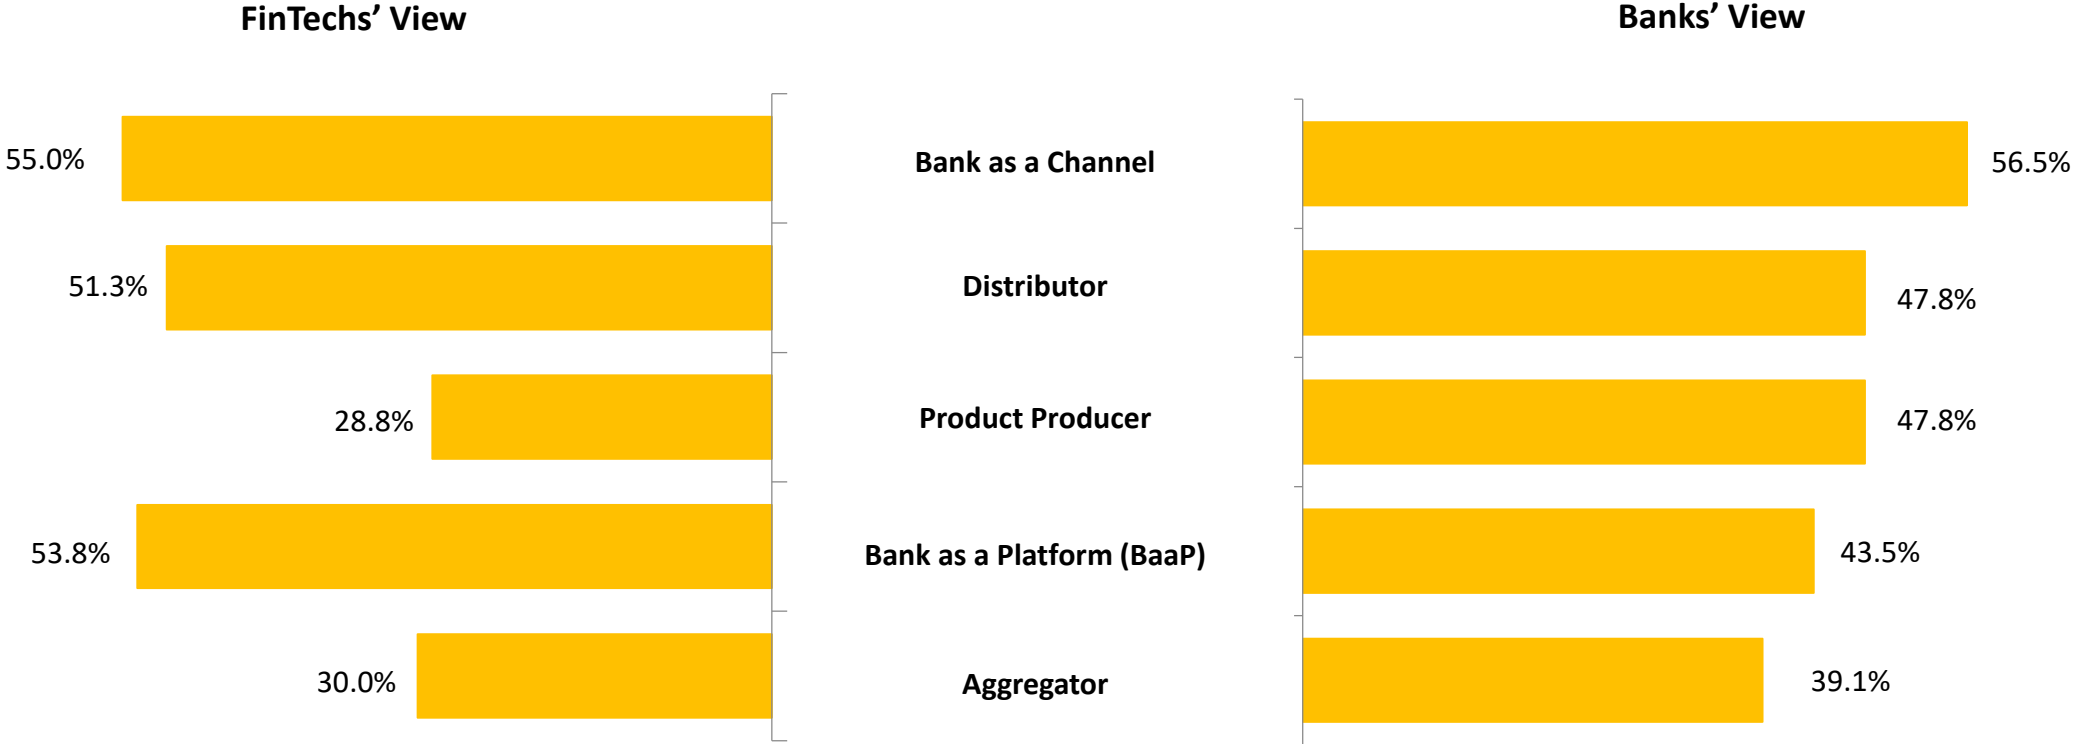 FinTechs’ View
Banks’ View
55.0%
Bank as a Channel
56.5%
51.3%
Distributor
47.8%
28.8%
Product Producer
47.8%
53.8%
Bank as a Platform (BaaP)
43.5%
30.0%
Aggregator
39.1%